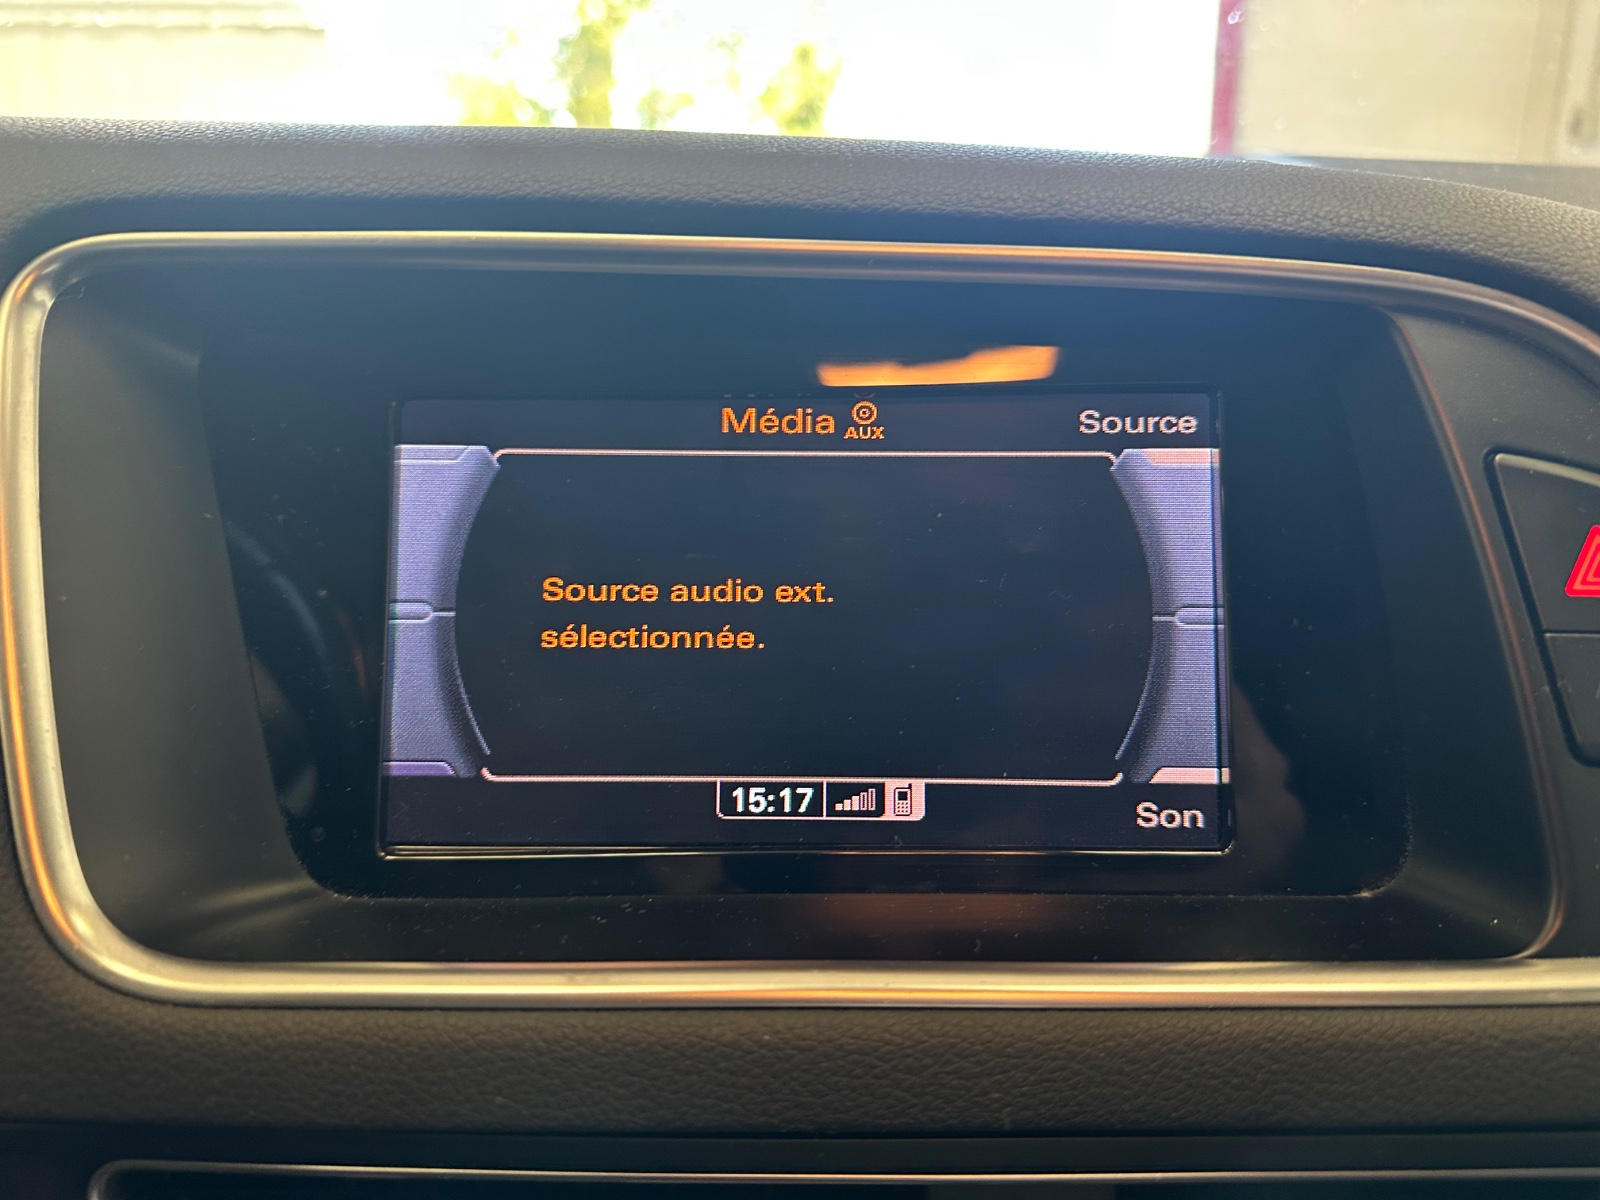 Média AUX
Source
Source audio ext.
sélectionnée.
15:17
Son